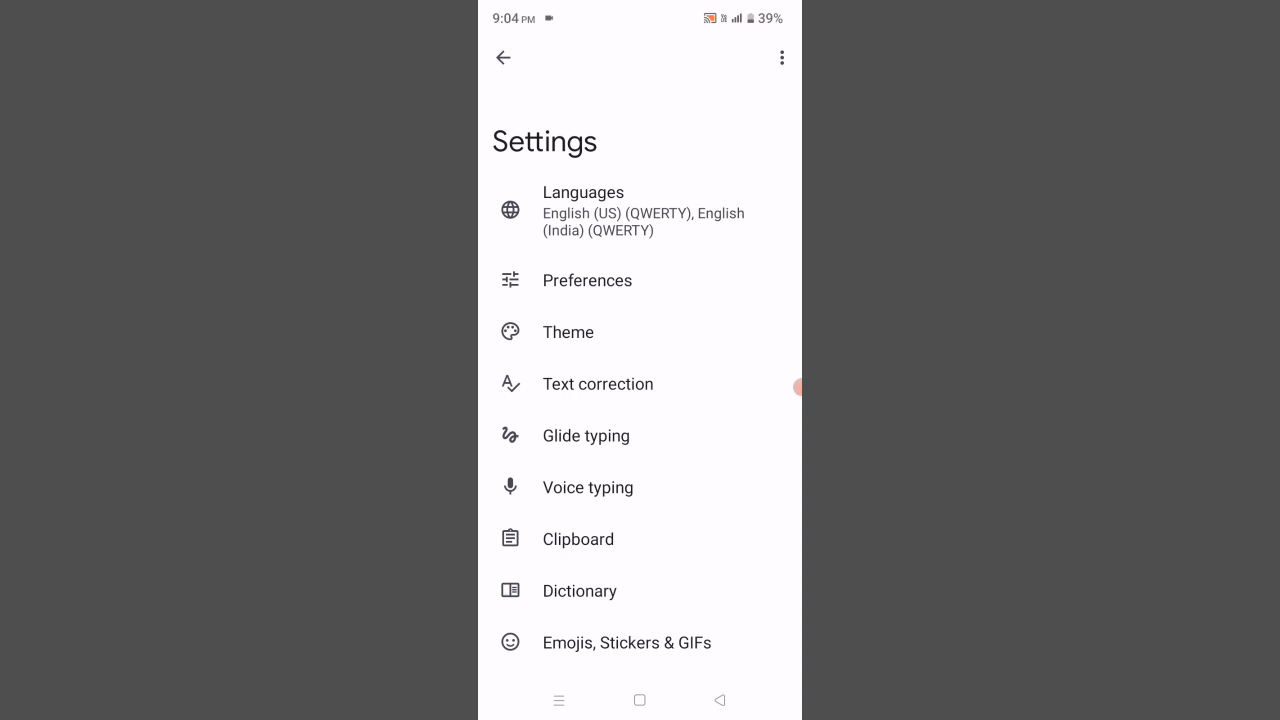 9:04 PM 39%
Settings
Languages
English (US) (QWERTY), English
(India) (QWERTY)
Preferences
Theme
Text correction
Glide typing
Voice typing
Clipboard
Dictionary
Emojis, Stickers & GIFs